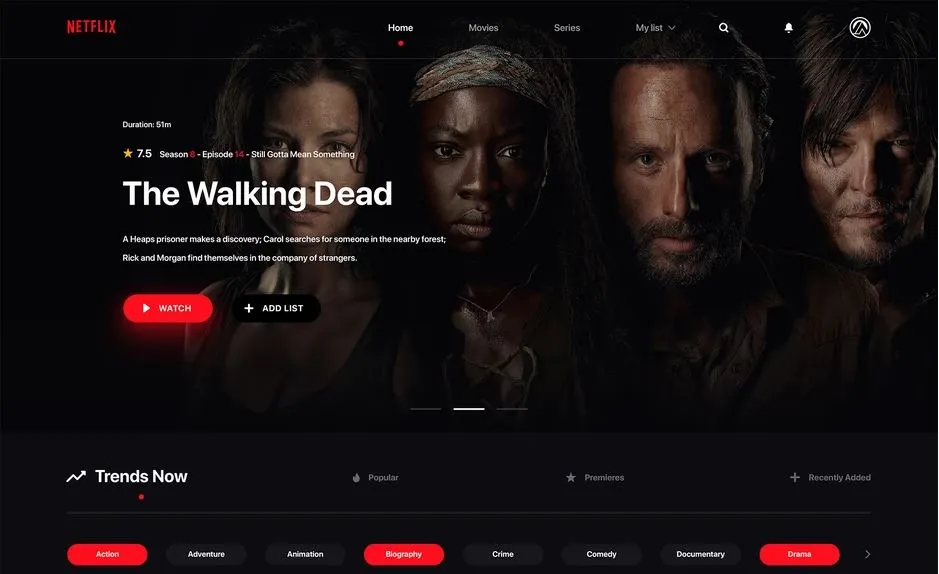 NETFLIX
Home
Movies
Series
My list
Duration: 51m
7.5 Season 8 - Episode 14 - Still Gotta Mean Something
The Walking Dead
A Heaps prisoner makes a discovery; Carol searches for someone in the nearby forest;
Rick and Morgan find themselves in the company of strangers.
WATCH
ADD LIST
Trends Now
Popular
Premieres
Recently Added
Action
Adventure
Animation
Biography
Crime
Comedy
Documentary
Drama